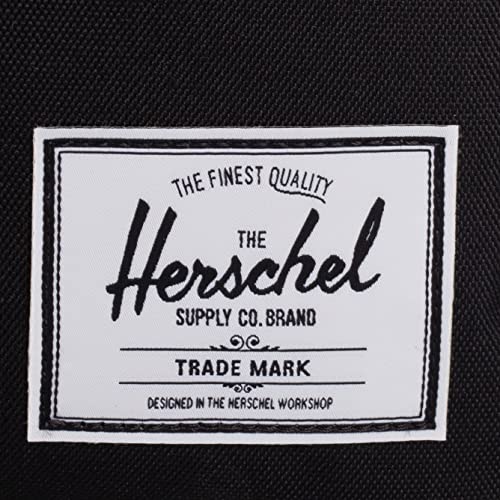 THE FINEST QUALITY
THE
Herschel
SUPPLY CO. BRAND
TRADE MARK
DESIGNED IN THE HERSCHEL WORKSHOP